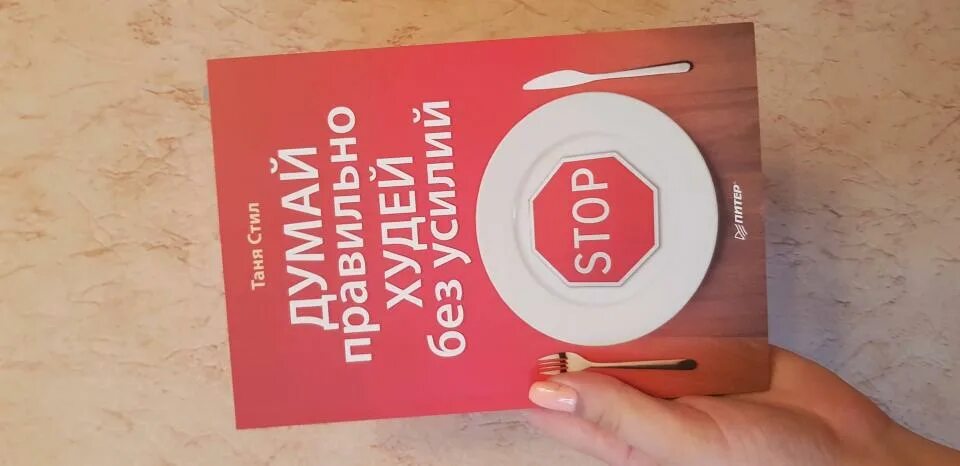 Таня Стил
ДУМАЙ
правильно
ХУДЕЙ
без усилий
STOP
ПИТЕР®